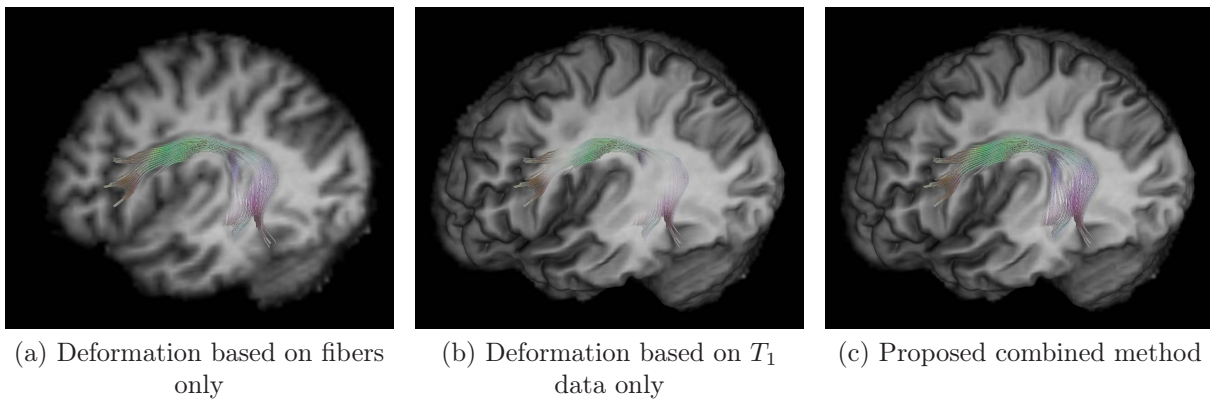 (a) Deformation based on fibers
only
(b) Deformation based on T₁
data only
(c) Proposed combined method